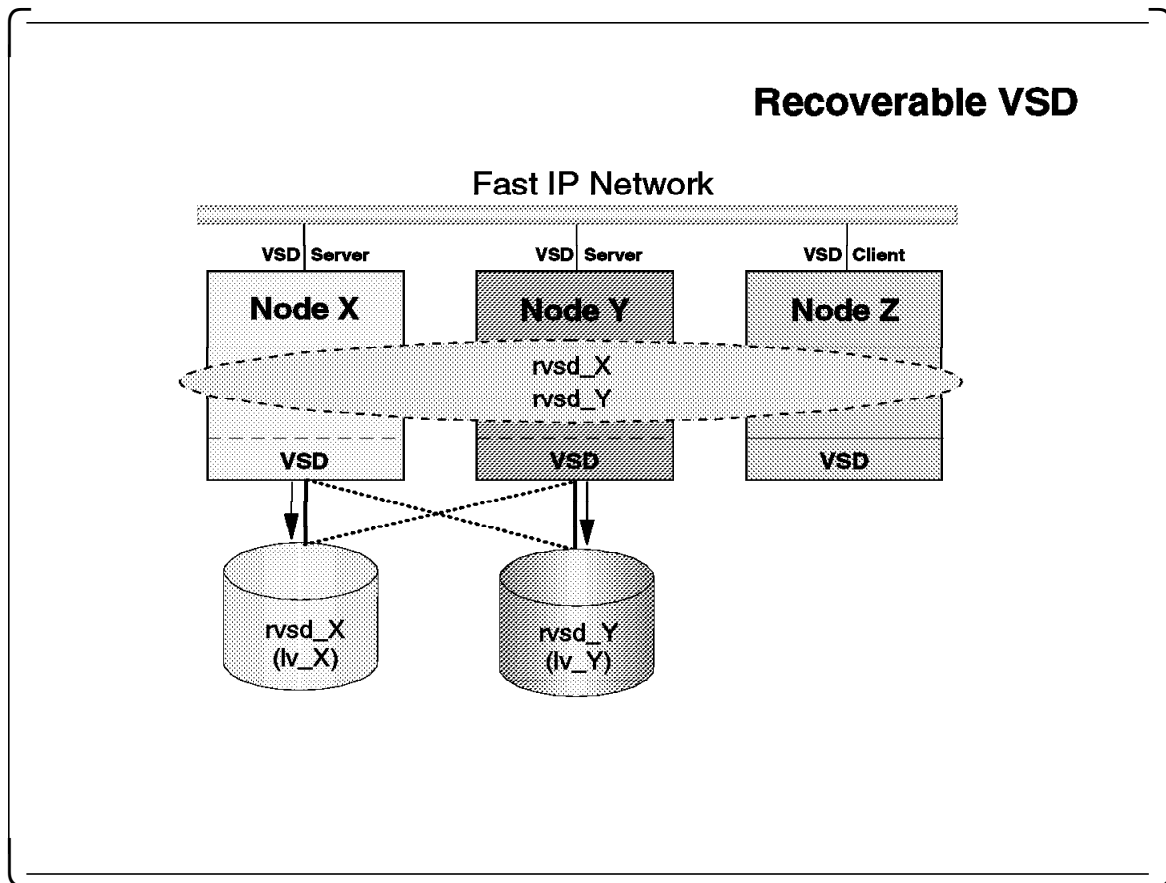 Recoverable VSD
Fast IP Network
VSD Server
VSD Server
VSD Client
Node X
Node Y
Node Z
rvsd_X
rvsd_Y
VSD
VSD
VSD
rvsd_X
(lv_X)
rvsd_Y
(lv_Y)